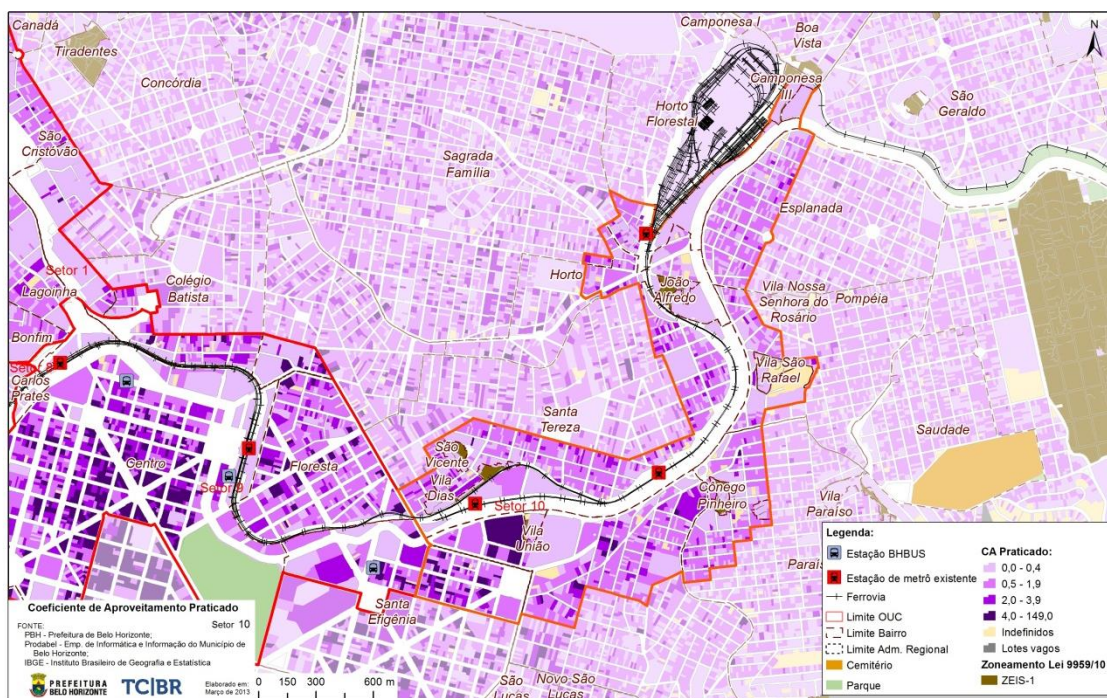 Canadá
Tiradentes
Concórdia
Camponesa I
Boa
Vista
N
Camponesa
III
São
Geraldo
Horto
Florestal
São
Cristovão
Sagrada
Família
Esplanada
Setor 1
Lagoinha
Colégio
Batista
Horto
João
Alfredo
Vila Nossa
Senhora do
Rosário
Pompéia
Bonfim
Carlos
Prates
Vila São
Rafael
Santa
Tereza
Saudade
São
Vicente
Vila
Dias
Centro
Floresta
Setor 9
Setor 10
Cônego
Pinheiro
Vila
União
Vila
Paraíso
Santa
Efigênia
São
Lucas
Novo São
Lucas
Coeficiente de Aproveitamento Praticado
Setor 10
FONTE:
PBH - Prefeitura de Belo Horizonte;
Prodabel - Emp. de Informática e Informação do Município de
Belo Horizonte;
IBGE - Instituto Brasileiro de Geografia e Estatística
PREFEITURA
BELO HORIZONTE
TC|BR
Elaborado em:
Março de 2013
0 150 300 600 m
Legenda:
Estação BHBUS
Estação de metrô existente
Ferrovia
Limite OUC
Limite Bairro
Limite Adm. Regional
Cemitério
Parque
CA Praticado:
0,0 - 0,4
0,5 - 1,9
2,0 - 3,9
4,0 - 149,0
Indefinidos
Lotes vagos
Zoneamento Lei 9959/10
ZEIS-1